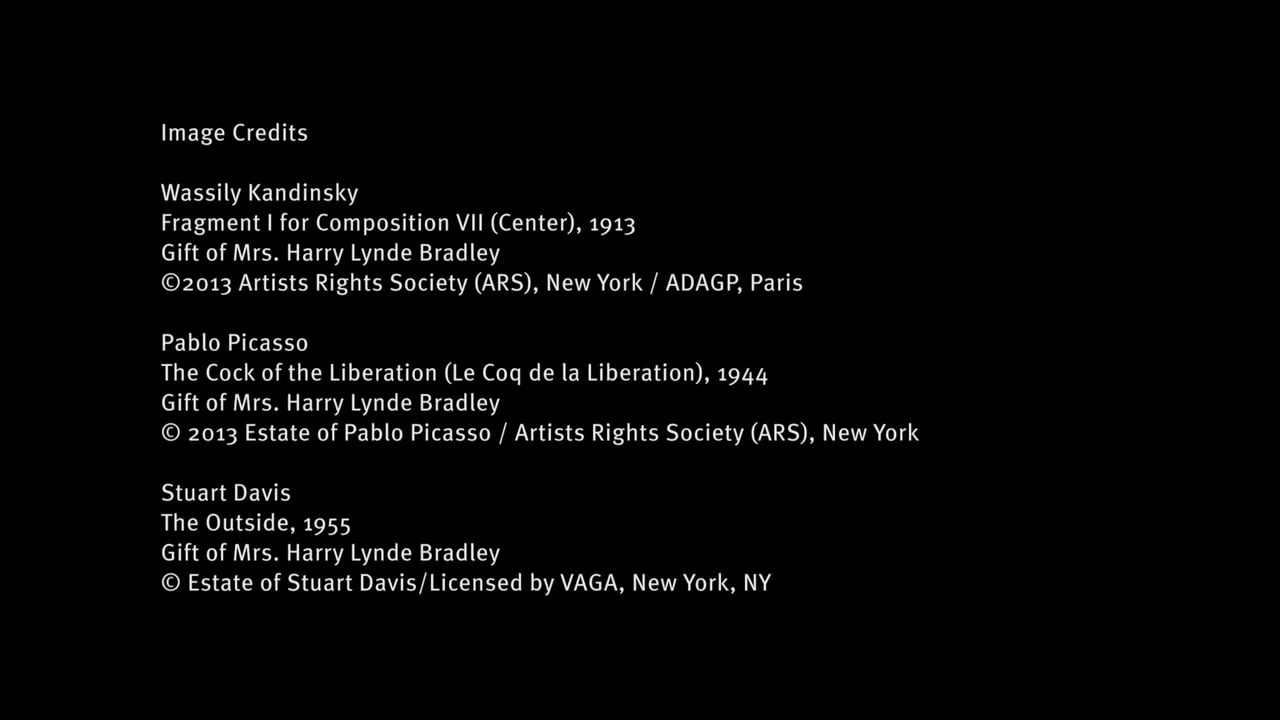 Image Credits
Wassily Kandinsky
Fragment I for Composition VII (Center), 1913
Gift of Mrs. Harry Lynde Bradley
©2013 Artists Rights Society (ARS), New York / ADAGP, Paris
Pablo Picasso
The Cock of the Liberation (Le Coq de la Liberation), 1944
Gift of Mrs. Harry Lynde Bradley
© 2013 Estate of Pablo Picasso / Artists Rights Society (ARS), New York
Stuart Davis
The Outside, 1955
Gift of Mrs. Harry Lynde Bradley
© Estate of Stuart Davis/Licensed by VAGA, New York, NY